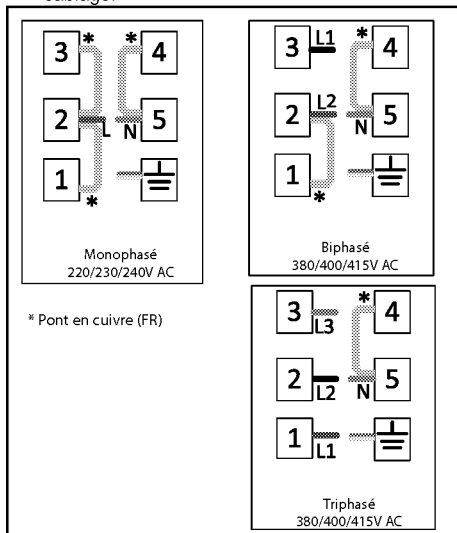 3 * * 4
2 L N 5
1 *
Monophasé
220/230/240V AC
* Pont en cuivre (FR)
3 L1 * 4
2 L2 N 5
1 *
Biphasé
380/400/415V AC
3 L3 * 4
2 L2 N 5
1 L1
Triphasé
380/400/415V AC